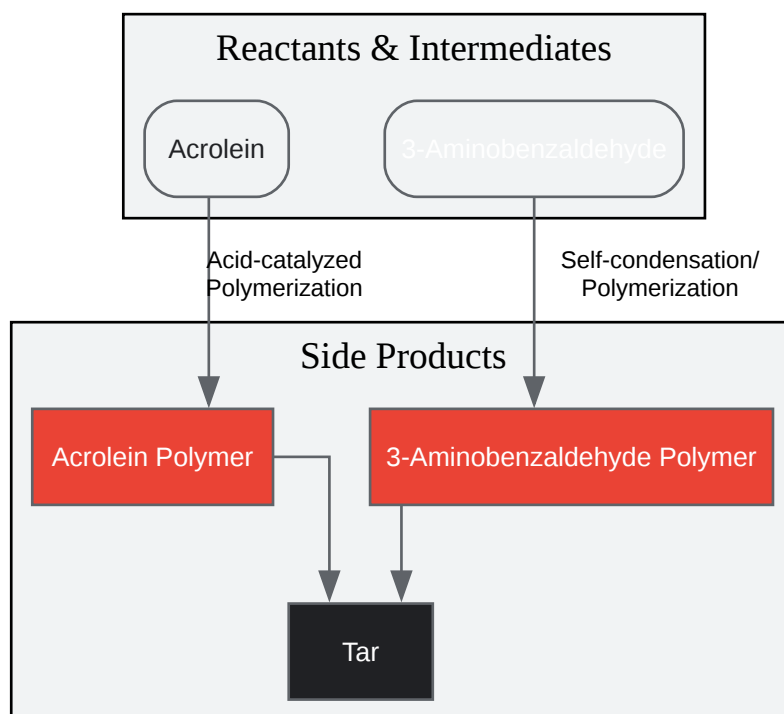 Reactants & Intermediates
Acrolein
3-Aminobenzaldehyde
Acid-catalyzed
Polymerization
Self-condensation/
Polymerization
Side Products
Acrolein Polymer
3-Aminobenzaldehyde Polymer
Tar